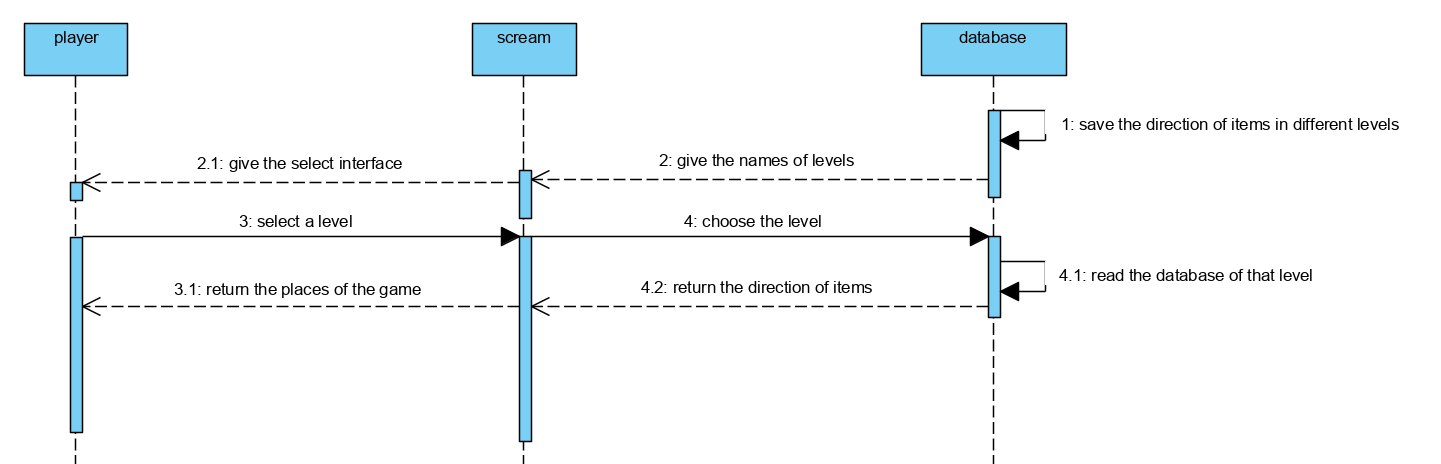 player
scream
database
1: save the direction of items in different levels
2.1: give the select interface
2: give the names of levels
3: select a level
4: choose the level
4.1: read the database of that level
3.1: return the places of the game
4.2: return the direction of items